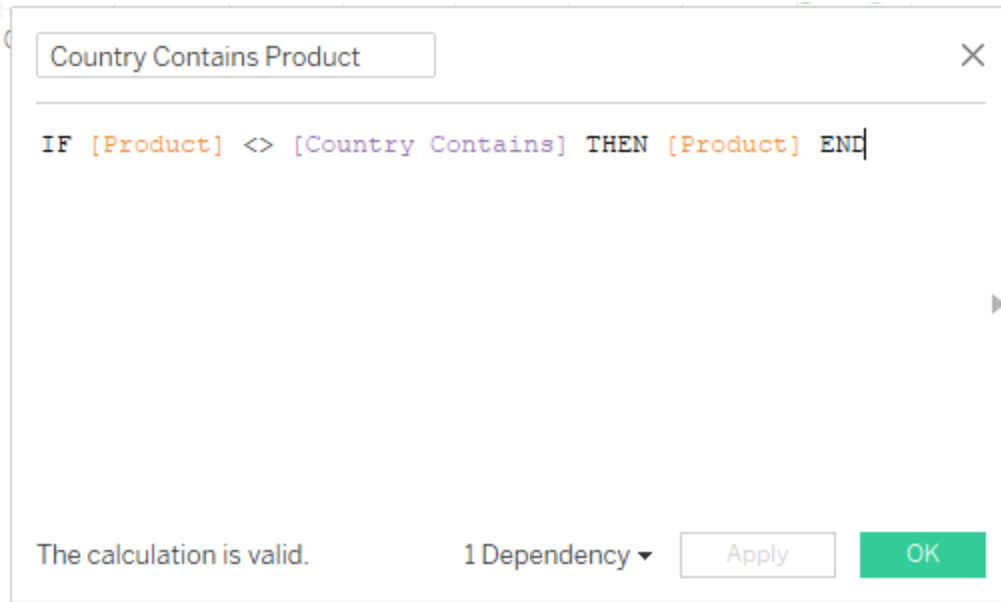 Country Contains Product
IF [Product] <> [Country Contains] THEN [Product] END
The calculation is valid. 1 Dependency Apply OK